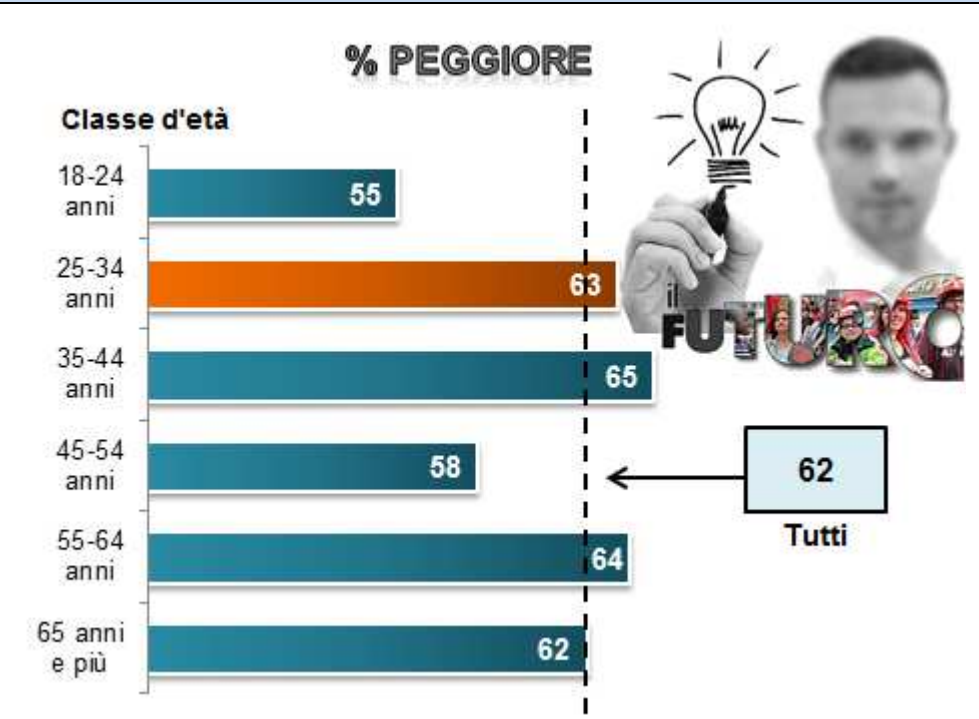 % PEGGIORE
Classe d'età
18-24
anni
55
25-34
anni
63
35-44
anni
65
45-54
anni
58
55-64
anni
64
65 anni
e più
62
il
FUTURO
62
Tutti